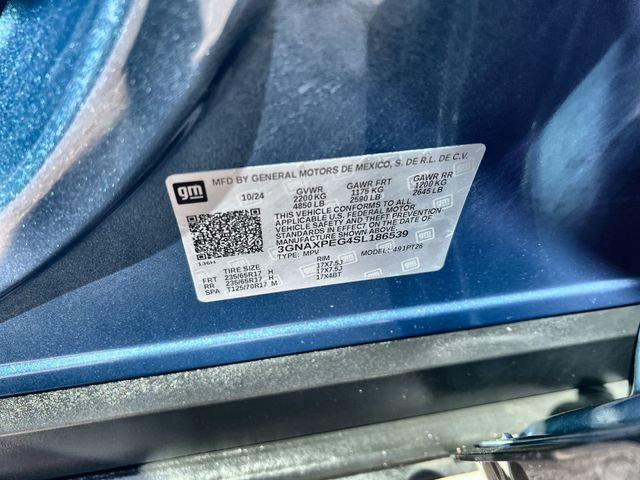 gm
MFD BY GENERAL MOTORS DE MEXICO, S. DE R.L. DE C.V.
10/24 GVWR GAWR FRT GAWR RR
2200 KG 1175 KG 1200 KG
4850 LB 2590 LB 2645 LB
THIS VEHICLE CONFORMS TO ALL
APPLICABLE U.S. FEDERAL MOTOR
VEHICLE SAFETY AND THEFT PREVENTION
STANDARDS IN EFFECT ON THE DATE OF
MANUFACTURE SHOWN ABOVE.
3GNAXPEG4SL186539
TYPE: MPV MODEL: 491PT26
TIRE SIZE RIM
FRT 235/65R17 H 17X7.5J
RR 235/65R17 H 17X7.5J
SPA T125/70R17 M 17X4BT